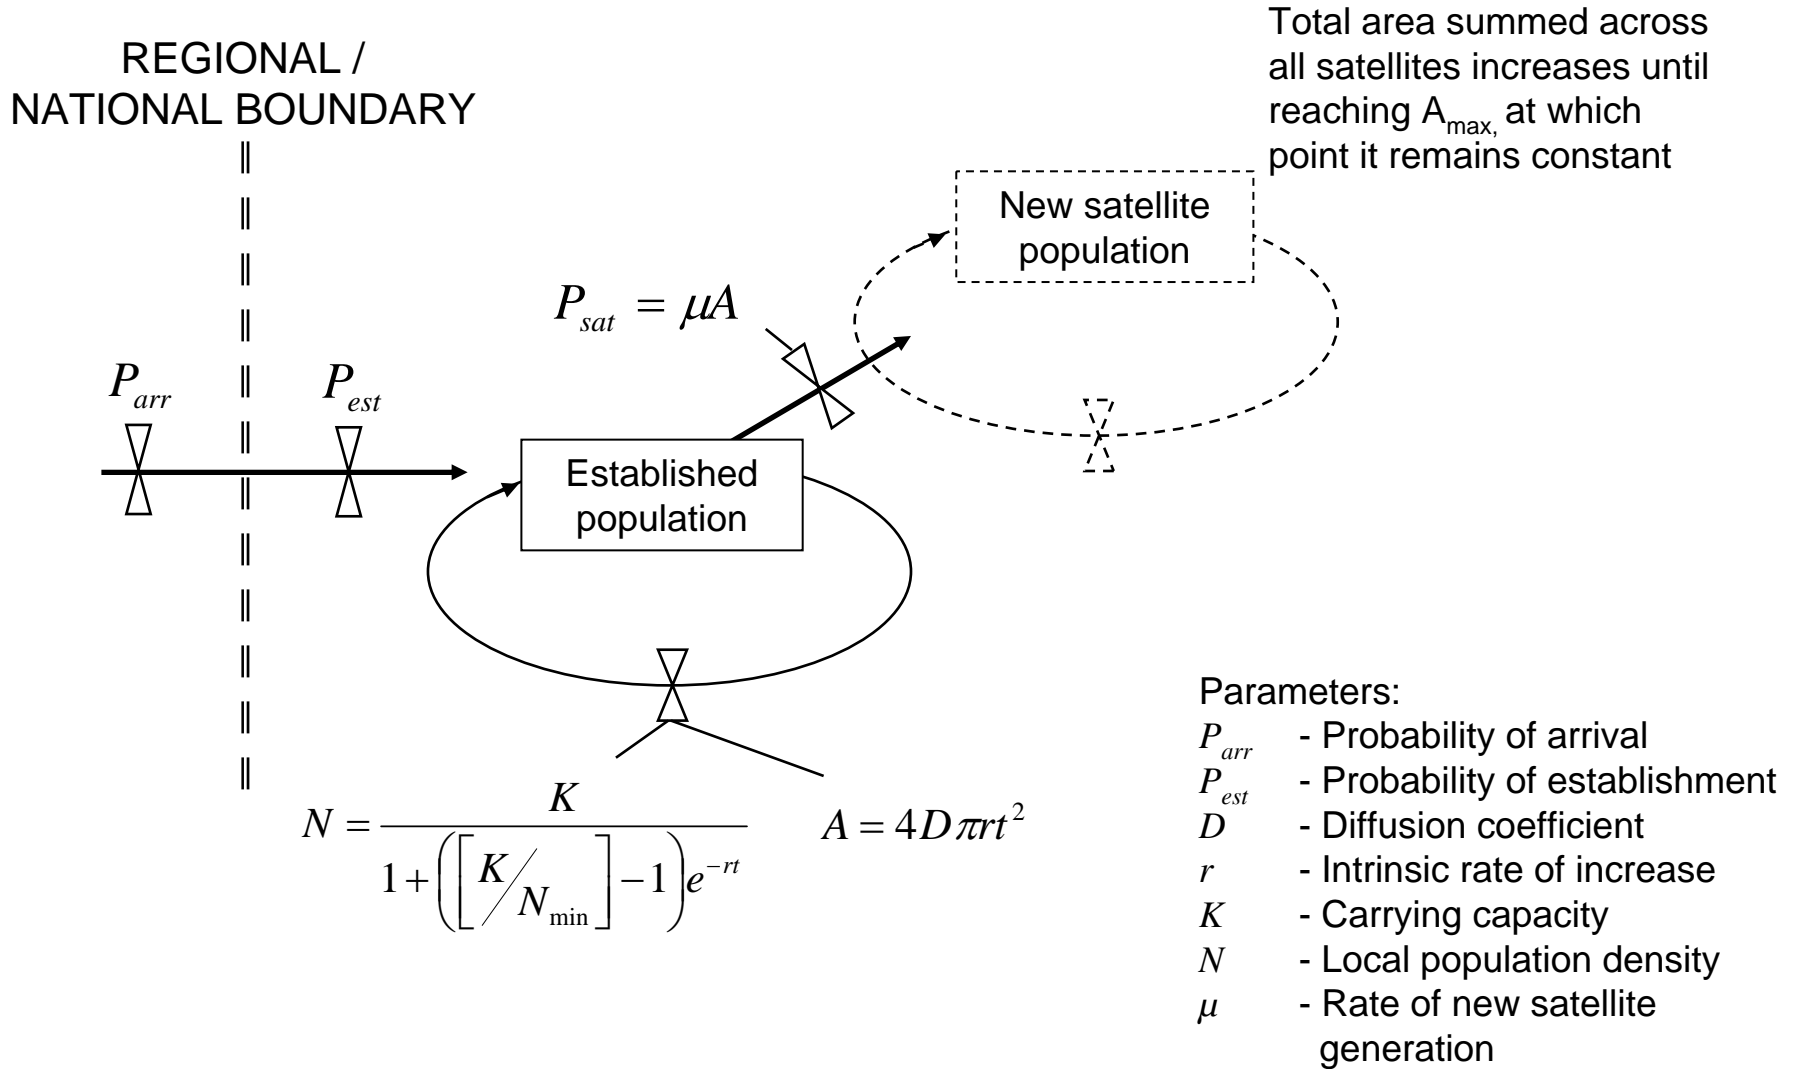 REGIONAL /
NATIONAL BOUNDARY
Total area summed across
all satellites increases until
reaching A_max, at which
point it remains constant
New satellite
population
P_sat = μA
P_arr
P_est
Established
population
N = K / (1 + ([K/N_min] − 1) e^{−rt})
A = 4Dπrt²
Parameters:
P_arr - Probability of arrival
P_est - Probability of establishment
D - Diffusion coefficient
r - Intrinsic rate of increase
K - Carrying capacity
N - Local population density
μ - Rate of new satellite
generation